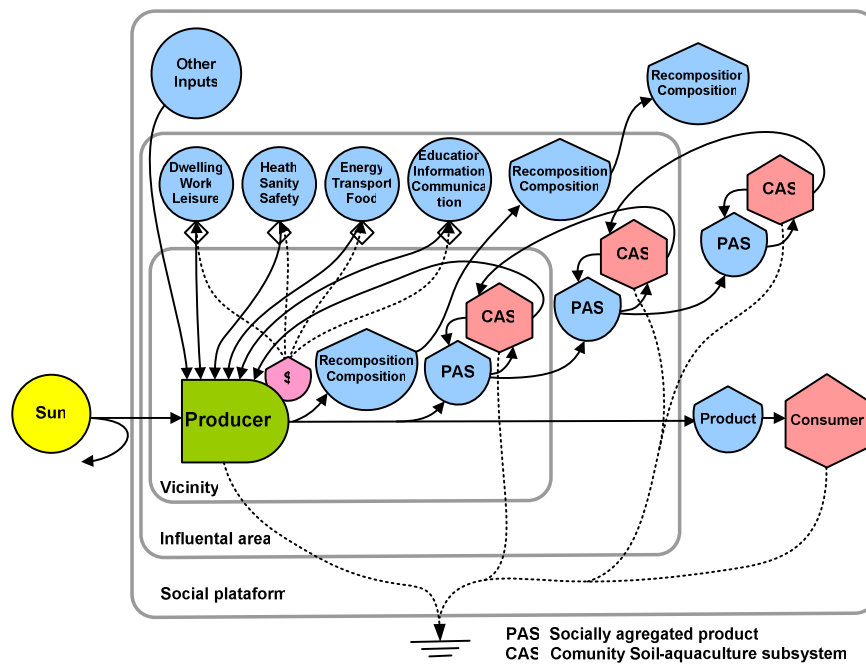 Other
Inputs
Recomposition
Composition
Dwelling
Work
Leisure
Heath
Sanity
Safety
Energy
Transport
Food
Education
Information
Communica
tion
Recomposition
Composition
CAS
PAS
CAS
PAS
CAS
PAS
Recomposition
Composition
$
Sun
Producer
Product
Consumer
Vicinity
Influental area
Social plataform
PAS Socially agregated product
CAS Comunity Soil-aquaculture subsystem